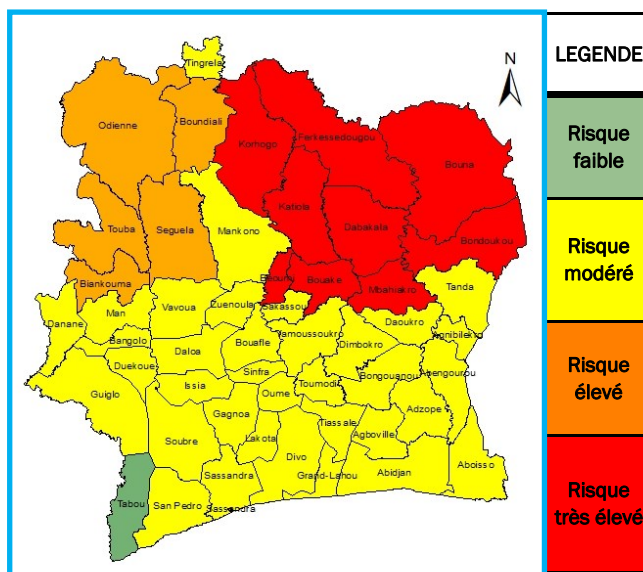 Tingrela
N
Odienne
Boundiali
Korhogo
Ferkessedougou
Bouna
Katiola
Dabakala
Touba
Seguela
Mankono
Bondoukou
Biankouma
Beoumi
Bouake
Mbahiakro
Tanda
Man
Vavoua
Zuenoula
Sakassou
Danane
Bangolo
Daloa
Bouafle
Yamoussoukro
Dimbokro
Daoukro
Agnibilekro
Duekoue
Sinfra
Guiglo
Issia
Oume
Toumodi
Bongouanou
Abengourou
Gagnoa
Tiassale
Adzope
Soubre
Lakota
Agboville
Divo
Sassandra
Grand-Lahou
Abidjan
Aboisso
Tabou
San Pedro
Sassandra
LEGENDE
Risque
faible
Risque
modéré
Risque
élevé
Risque
très élevé